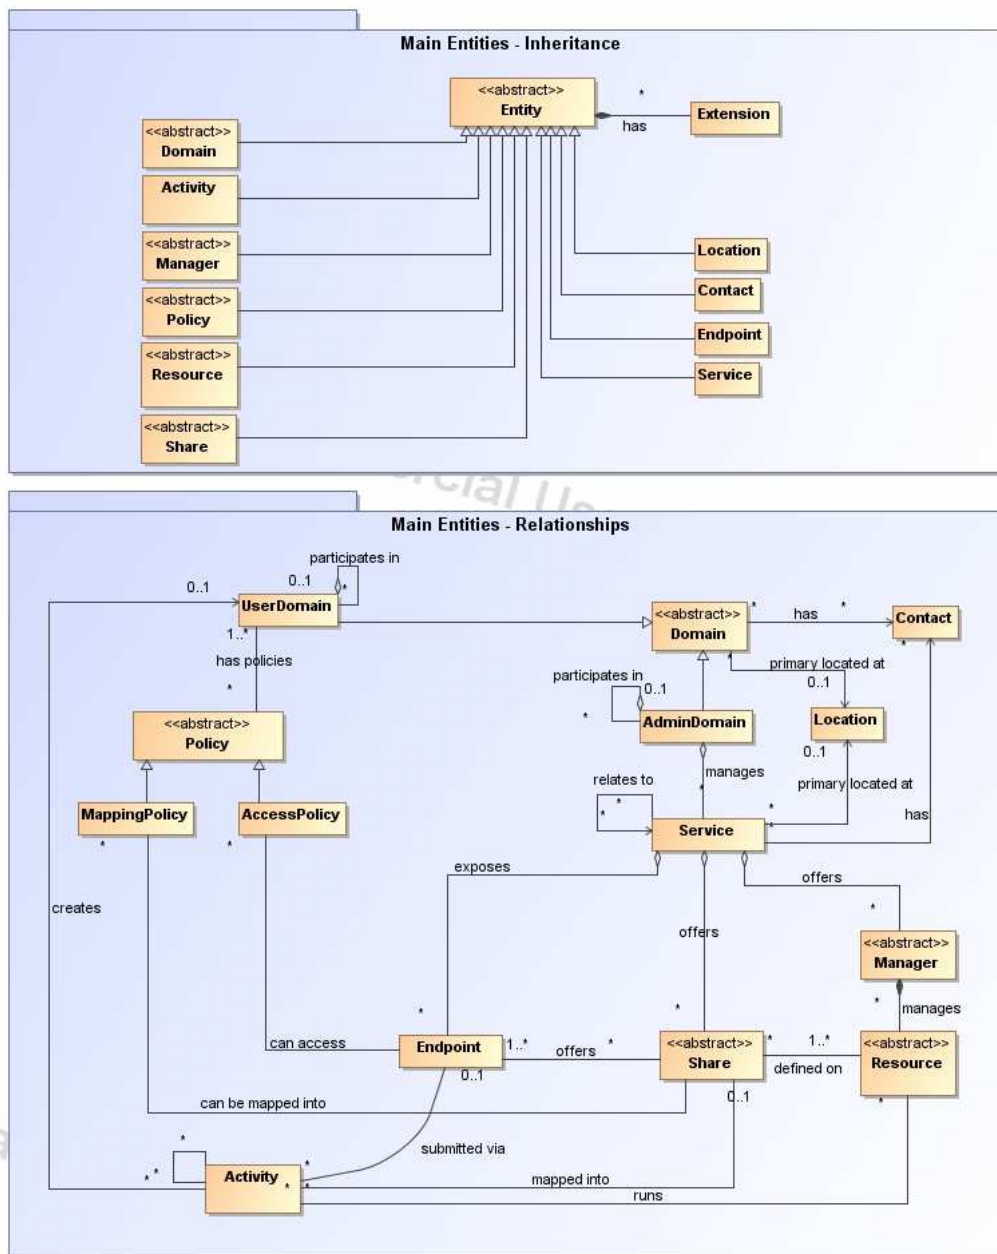 Main Entities - Inheritance
<<abstract>>
Entity
*
has
Extension
<<abstract>>
Domain
Activity
<<abstract>>
Manager
<<abstract>>
Policy
<<abstract>>
Resource
<<abstract>>
Share
Location
Contact
Endpoint
Service
Main Entities - Relationships
participates in
0..1
0..1
*
UserDomain
1..*
has policies
*
<<abstract>>
Domain
*
has
*
Contact
*
*
primary located at
0..1
participates in
0..1
*
AdminDomain
Location
0..1
<<abstract>>
Policy
manages
*
primary located at
relates to
*
*
MappingPolicy
*
AccessPolicy
*
Service
*
*
has
exposes
offers
*
creates
offers
<<abstract>>
Manager
*
manages
*
*
can access
Endpoint
1..*
offers
*
0..1
<<abstract>>
Share
*
1..*
defined on
0..1
<<abstract>>
Resource
*
can be mapped into
submitted via
*
*
*
Activity
*
*
*
mapped into
runs